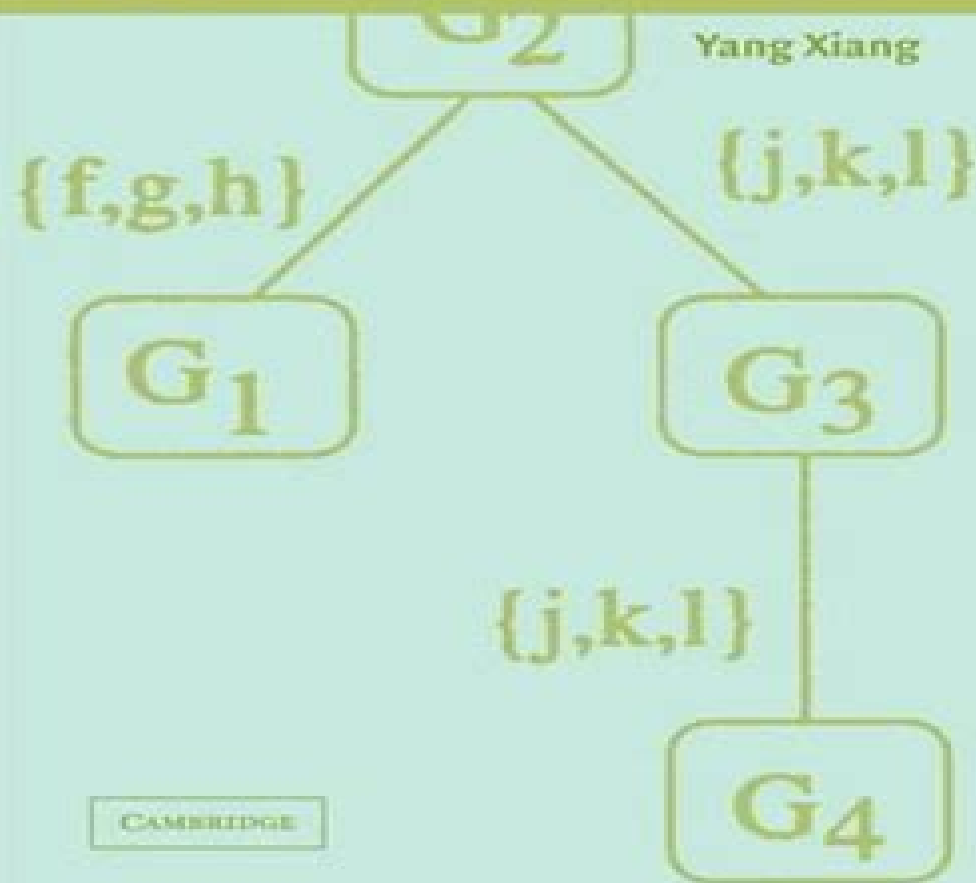 G2
Yang Xiang
{f,g,h}
{j,k,l}
G1
G3
{j,k,l}
G4
CAMBRIDGE